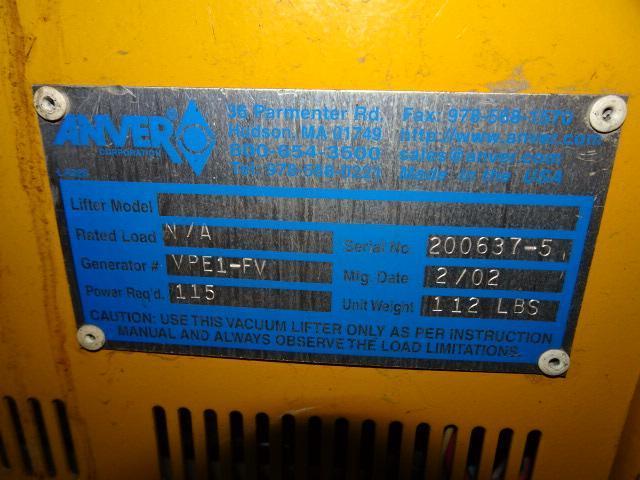 ANVER
CORPORATION
36 Parmenter Rd.
Hudson, MA 01749
800-654-3500
Tel: 978-568-0221
Fax: 978-568-1570
http://www.anver.com
sales@anver.com
Made in the USA
Lifter Model
Rated Load N/A
Serial No. 200637-5
Generator # VPE1-FV
Mfg. Date 2/02
Power Req'd. 115
Unit Weight 112 LBS
CAUTION: USE THIS VACUUM LIFTER ONLY AS PER INSTRUCTION
MANUAL AND ALWAYS OBSERVE THE LOAD LIMITATIONS.